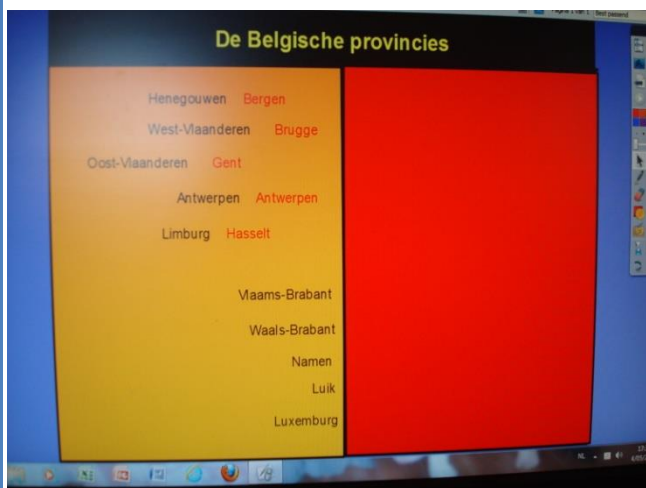 De Belgische provincies
Henegouwen Bergen
West-Vlaanderen Brugge
Oost-Vlaanderen Gent
Antwerpen Antwerpen
Limburg Hasselt
Vlaams-Brabant
Waals-Brabant
Namen
Luik
Luxemburg
NL